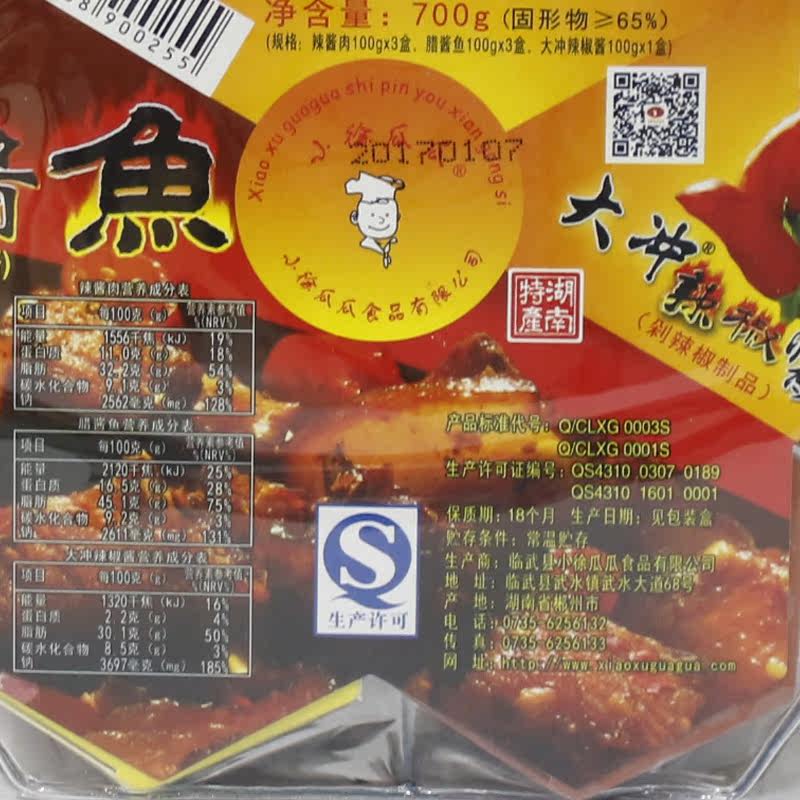 净含量：700g（固形物≥65%）
（规格：辣酱肉100gx3盒、腊酱鱼100gx3盒、大冲辣椒酱100gx1盒）
81900255
魚
Xiao xu guagua shi pin you xian gong si
小徐瓜瓜®
20170107
小徐瓜瓜食品有限公司
大冲®辣椒
（剁辣椒制品）
湖南
特產
辣酱肉营养成分表
项目 每100克（g） 营养素参考值%（NRV%）
能量 1556千焦（kJ） 19%
蛋白质 11.0克（g） 18%
脂肪 32.2克（g） 54%
碳水化合物 9.1克（g） 3%
钠 2562毫克（mg） 128%
腊酱鱼营养成分表
项目 每100克（g） 营养素参考值%（NRV%）
能量 2120千焦（kJ） 25%
蛋白质 16.5克（g） 28%
脂肪 45.1克（g） 75%
碳水化合物 9.2克（g） 3%
钠 2611毫克（mg） 131%
大冲辣椒酱营养成分表
项目 每100克（g） 营养素参考值%（NRV%）
能量 1320千焦（kJ） 16%
蛋白质 2.2克（g） 4%
脂肪 30.1克（g） 50%
碳水化合物 8.5克（g） 3%
钠 3697毫克（mg） 185%
生产许可
产品标准代号：Q/CLXG 0003S
Q/CLXG 0001S
生产许可证编号：QS4310 0307 0189
QS4310 1601 0001
保质期：18个月 生产日期：见包装盒
贮存条件：常温贮存
生产商：临武县小徐瓜瓜食品有限公司
地 址：临武县武水镇武水大道68号
产 地：湖南省郴州市
电 话：0735-6256132
传 真：0735-6256133
网 址：http://www.xiaoxuguagua.com